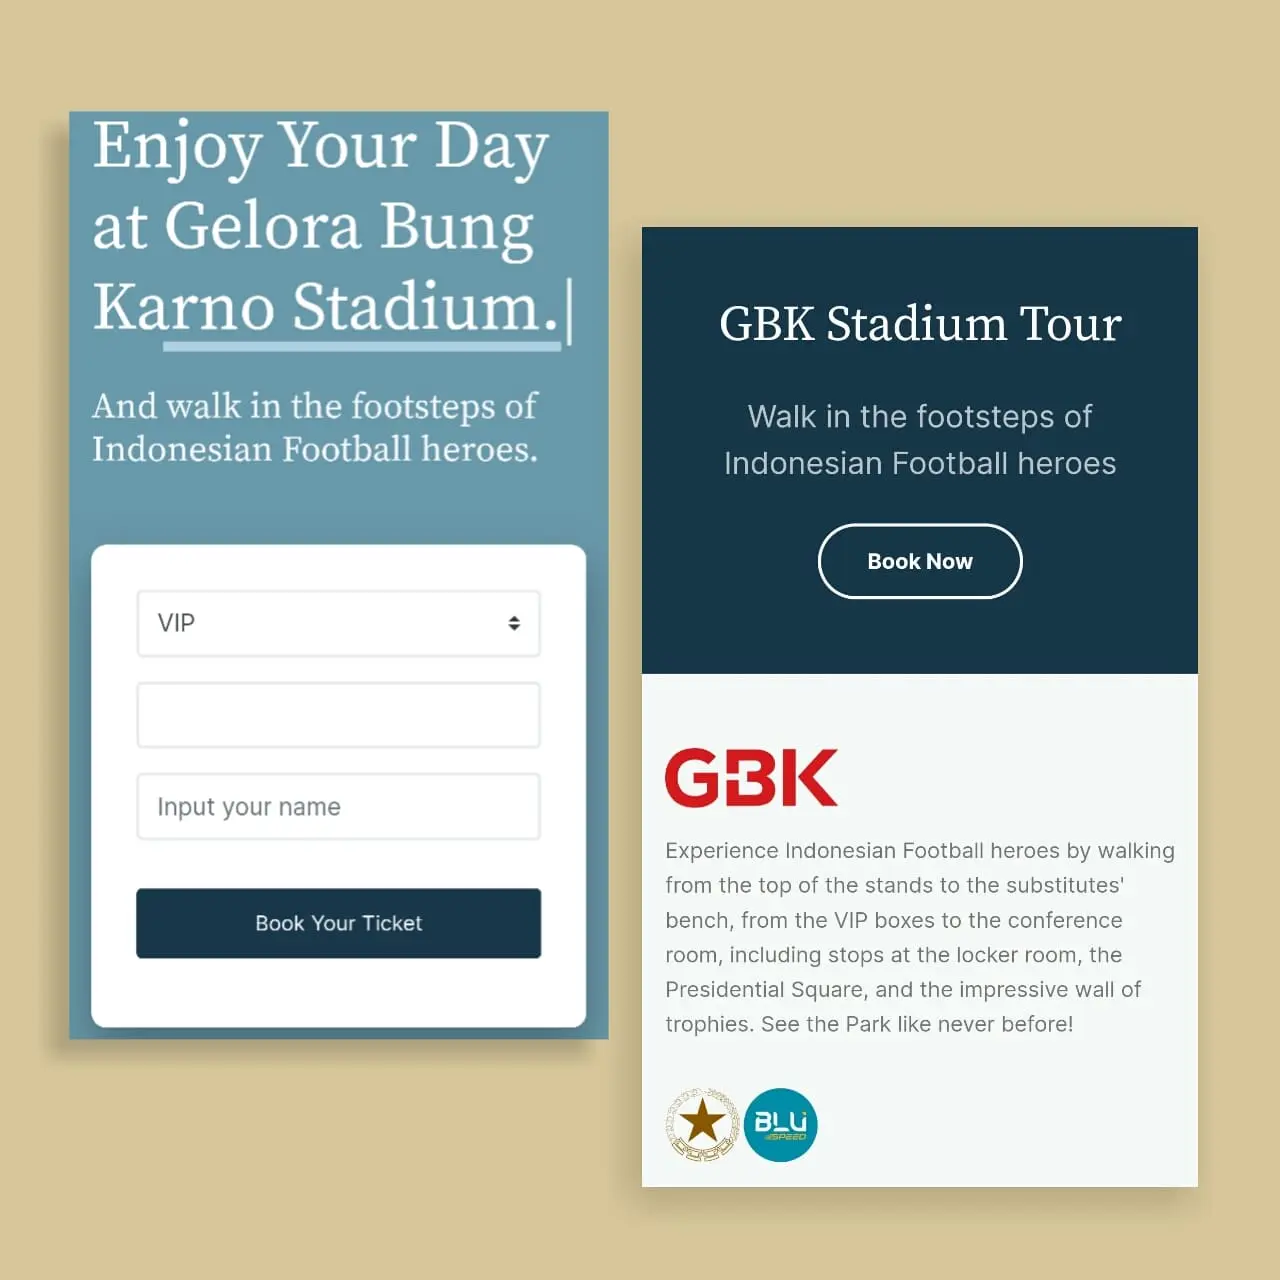 Enjoy Your Day
at Gelora Bung
Karno Stadium.
And walk in the footsteps of
Indonesian Football heroes.
VIP
Input your name
Book Your Ticket
GBK Stadium Tour
Walk in the footsteps of
Indonesian Football heroes
Book Now
GBK
Experience Indonesian Football heroes by walking
from the top of the stands to the substitutes'
bench, from the VIP boxes to the conference
room, including stops at the locker room, the
Presidential Square, and the impressive wall of
trophies. See the Park like never before!
BLU
SPEED